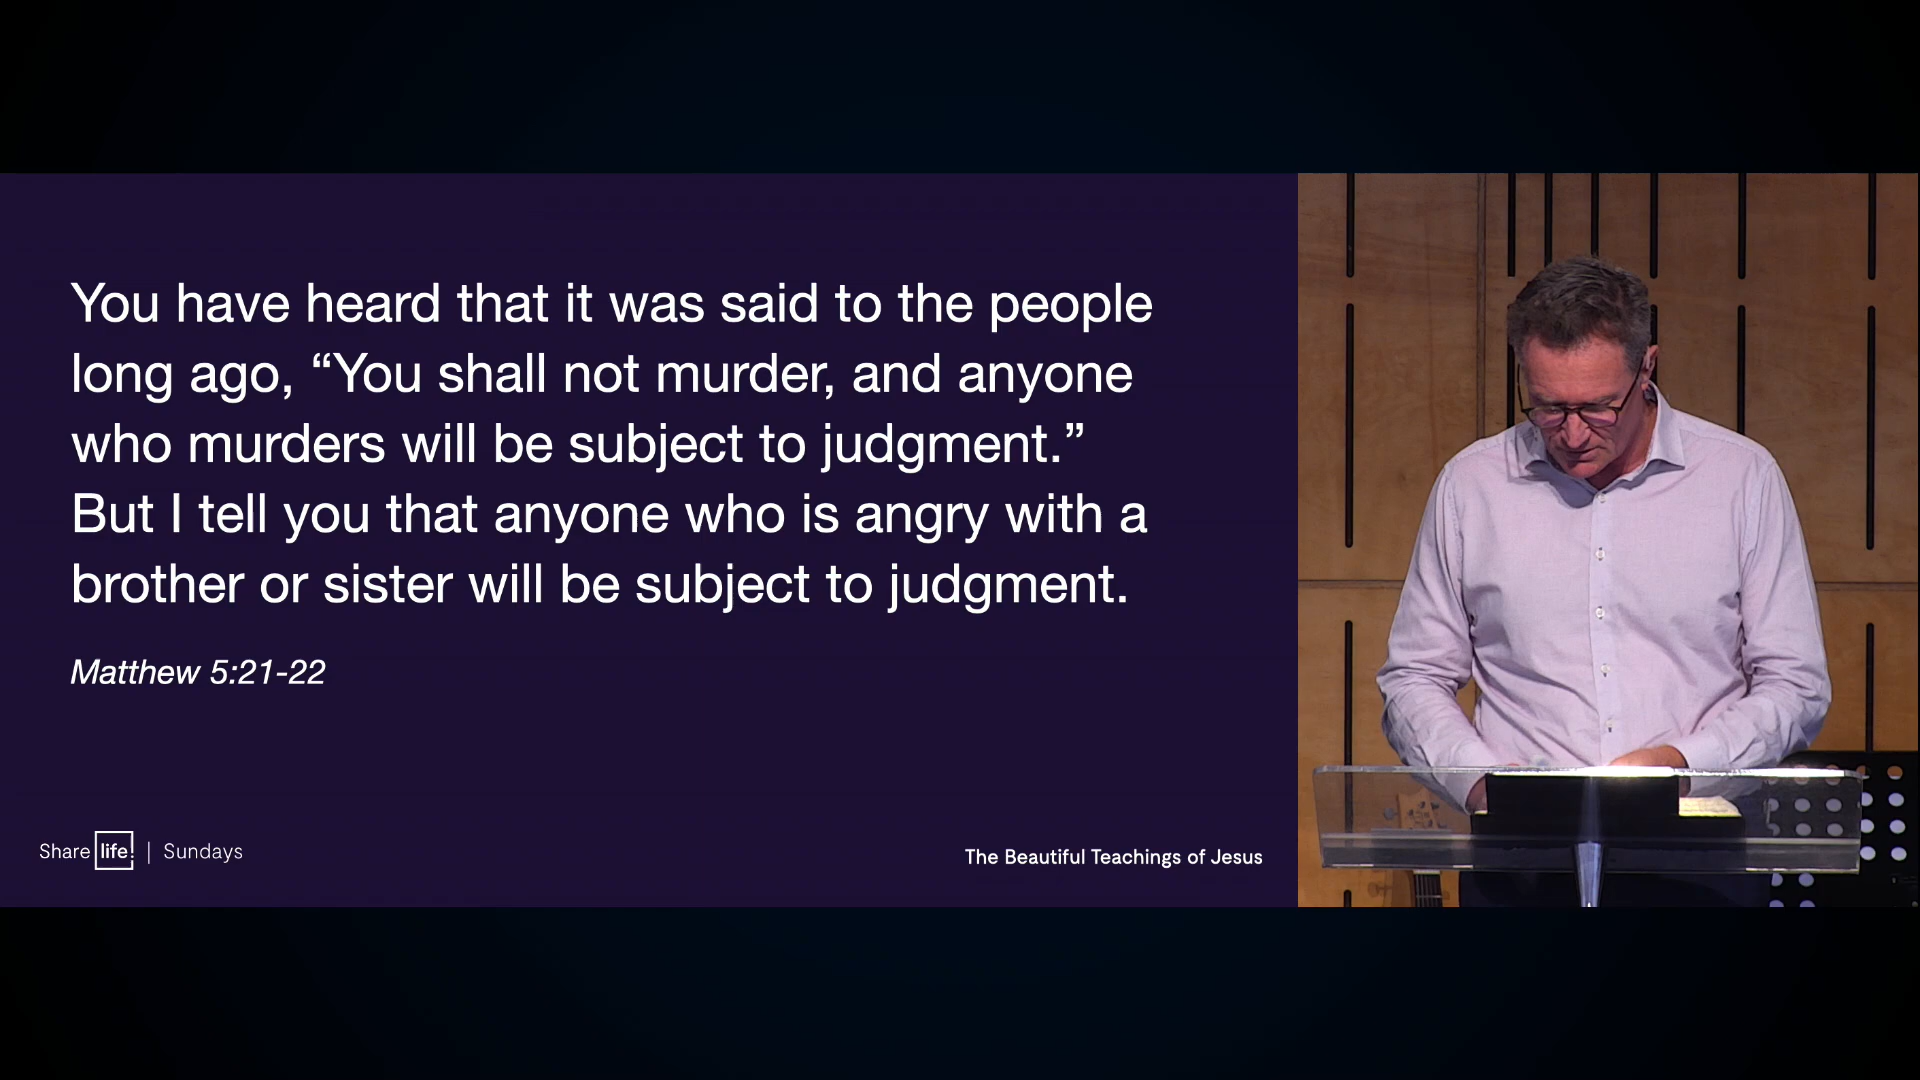 You have heard that it was said to the people
long ago, “You shall not murder, and anyone
who murders will be subject to judgment.”
But I tell you that anyone who is angry with a
brother or sister will be subject to judgment.
Matthew 5:21-22
Share life! | Sundays
The Beautiful Teachings of Jesus